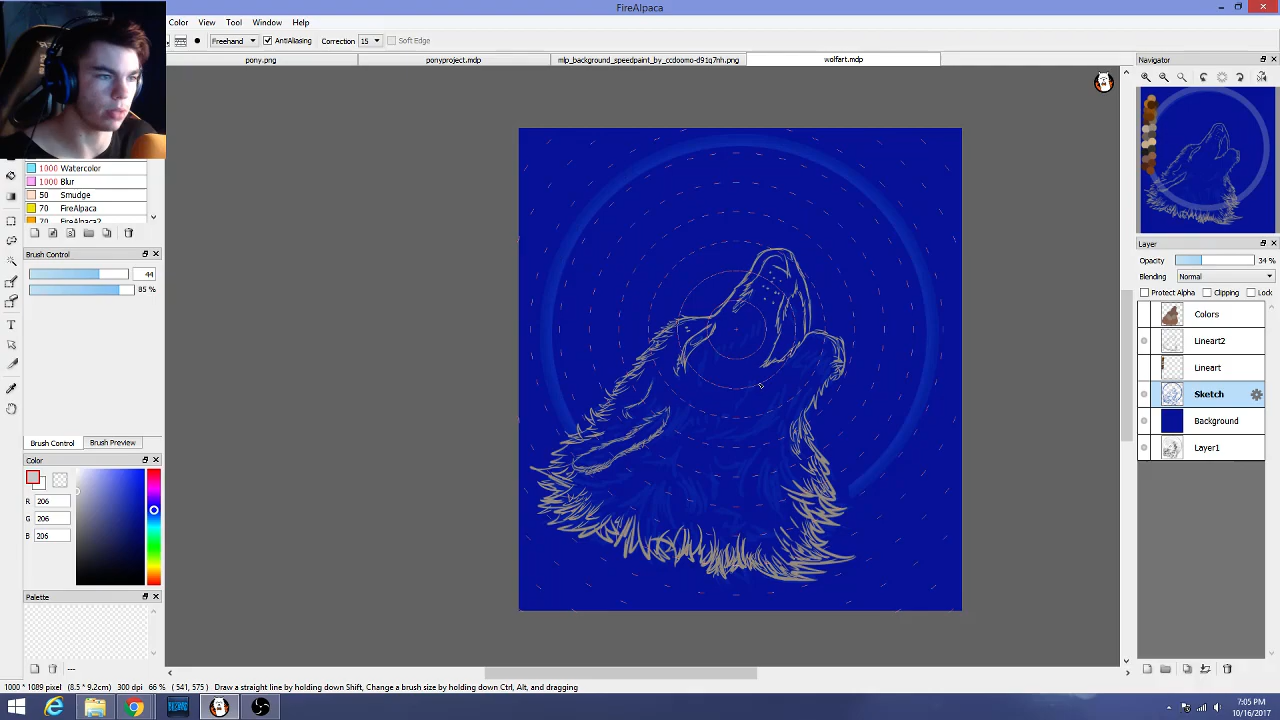 FireAlpaca
Color View Tool Window Help
Freehand AntiAliasing Correction 15 Soft Edge
pony.png ponyproject.mdp mlp_background_speedpaint_by_ccdoomo-d91q7nh.png wolfart.mdp
1000 Watercolor
1000 Blur
50 Smudge
70 FireAlpaca
70 FireAlpaca2
Brush Control
44
85 %
Brush Control Brush Preview
Color
R 206
G 206
B 206
Palette
---
Navigator
Layer
Opacity 34 %
Blending Normal
Protect Alpha Clipping Lock
Colors
Lineart2
Lineart
Sketch
Background
Layer1
1000 * 1089 pixel (8.5 * 9.2cm) 300 dpi 66 % ( 541, 575 ) Draw a straight line by holding down Shift, Change a brush size by holding down Ctrl, Alt, and dragging
7:05 PM
10/16/2017